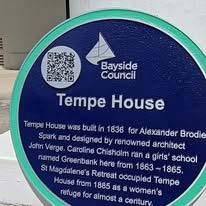 Bayside
Council
Tempe House
Tempe House was built in 1836 for Alexander Brodie
Spark and designed by renowned architect
John Verge. Caroline Chisholm ran a girls' school
named Greenbank here from 1863 – 1865.
St Magdalene's Retreat occupied Tempe
House from 1885 as a women's
refuge for almost a century.